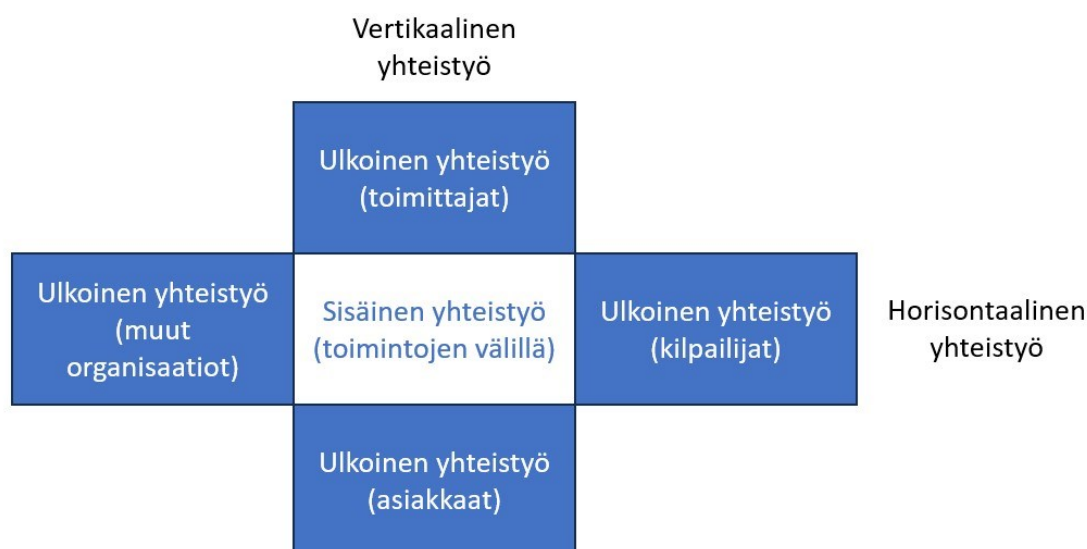 Vertikaalinen
yhteistyö
Ulkoinen yhteistyö
(toimittajat)
Ulkoinen yhteistyö
(muut
organisaatiot)
Sisäinen yhteistyö
(toimintojen välillä)
Ulkoinen yhteistyö
(kilpailijat)
Horisontaalinen
yhteistyö
Ulkoinen yhteistyö
(asiakkaat)